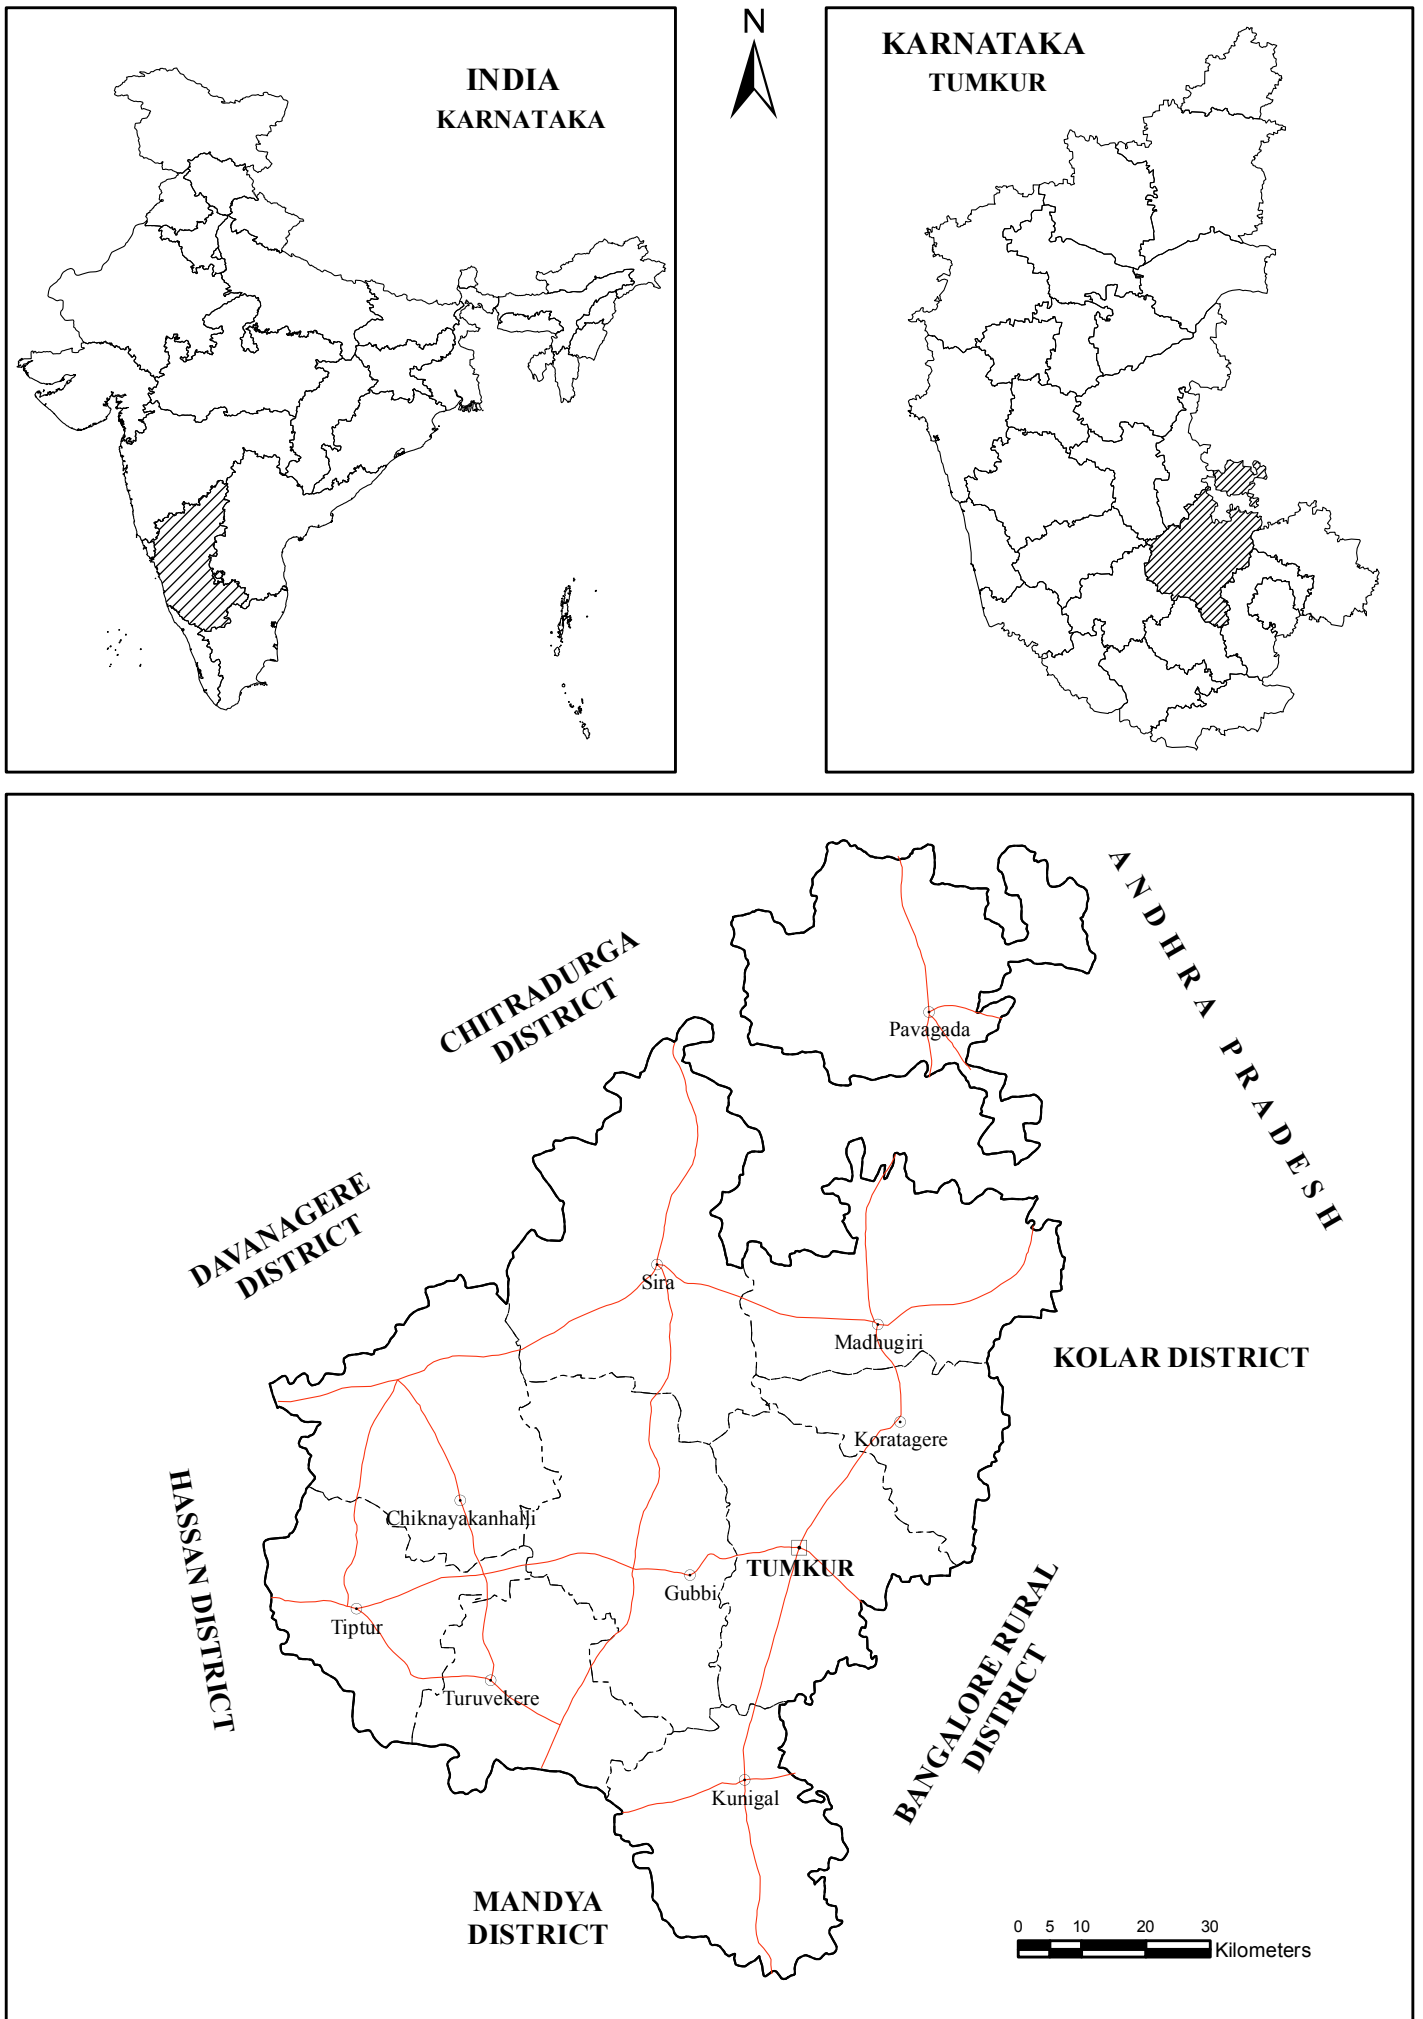 INDIA
KARNATAKA
N
KARNATAKA
TUMKUR
ANDHRA PRADESH
CHITRADURGA
DISTRICT
Pavagada
DAVANAGERE
DISTRICT
Sira
Madhugiri
KOLAR DISTRICT
Koratagere
HASSAN DISTRICT
Chiknayakanhalli
TUMKUR
Gubbi
Tiptur
Turuvekere
BANGALORE RURAL
DISTRICT
Kunigal
MANDYA
DISTRICT
0 5 10 20 30
Kilometers